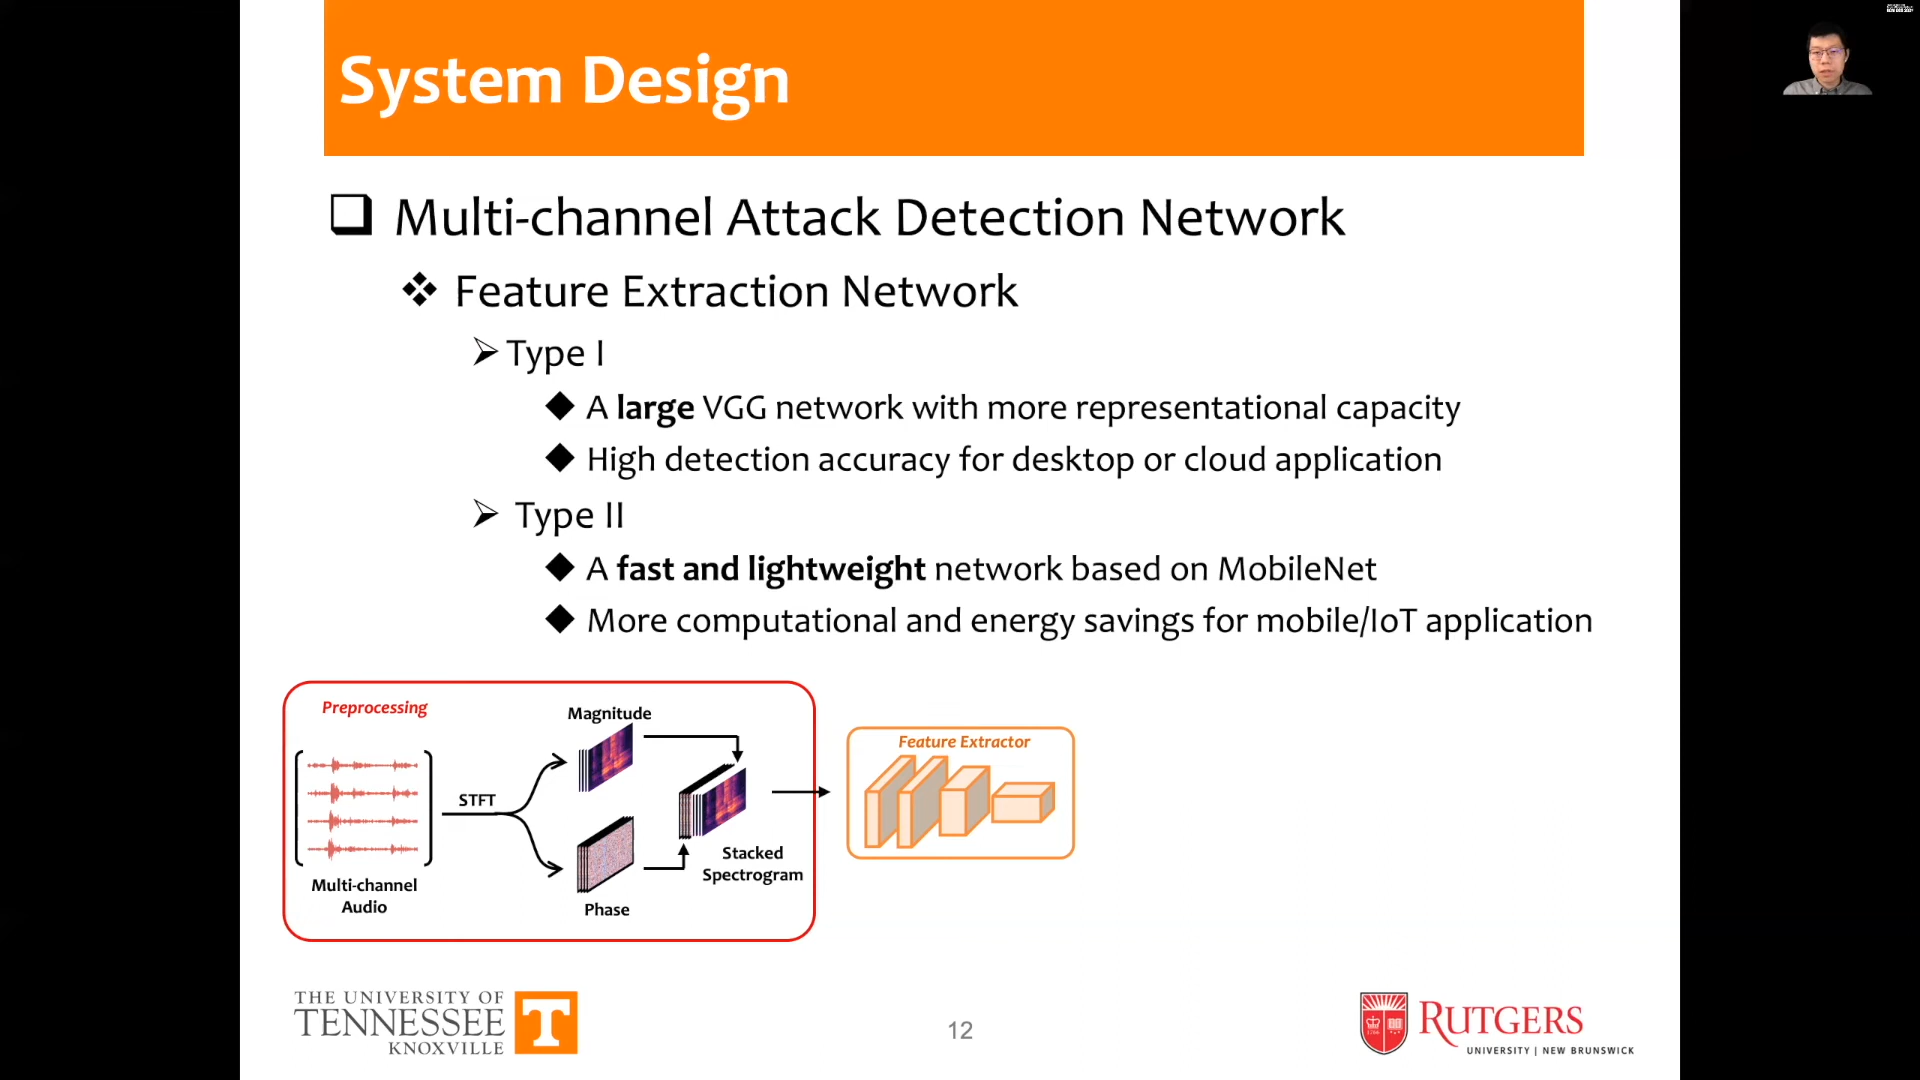 System Design
Multi-channel Attack Detection Network
Feature Extraction Network
Type I
A large VGG network with more representational capacity
High detection accuracy for desktop or cloud application
Type II
A fast and lightweight network based on MobileNet
More computational and energy savings for mobile/IoT application
Preprocessing
Multi-channel
Audio
STFT
Magnitude
Phase
Stacked
Spectrogram
Feature Extractor
THE UNIVERSITY OF
TENNESSEE
KNOXVILLE
T
12
RUTGERS
UNIVERSITY | NEW BRUNSWICK